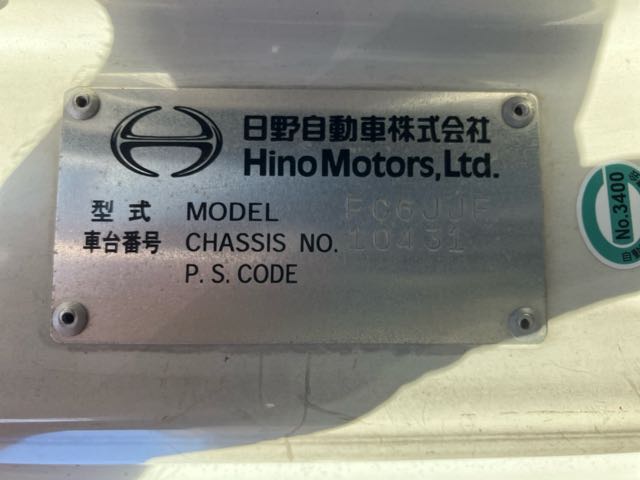 日野自動車株式会社
Hino Motors, Ltd.
型式 MODEL FC6JJF
車台番号 CHASSIS NO. 10431
P.S. CODE
No.3400